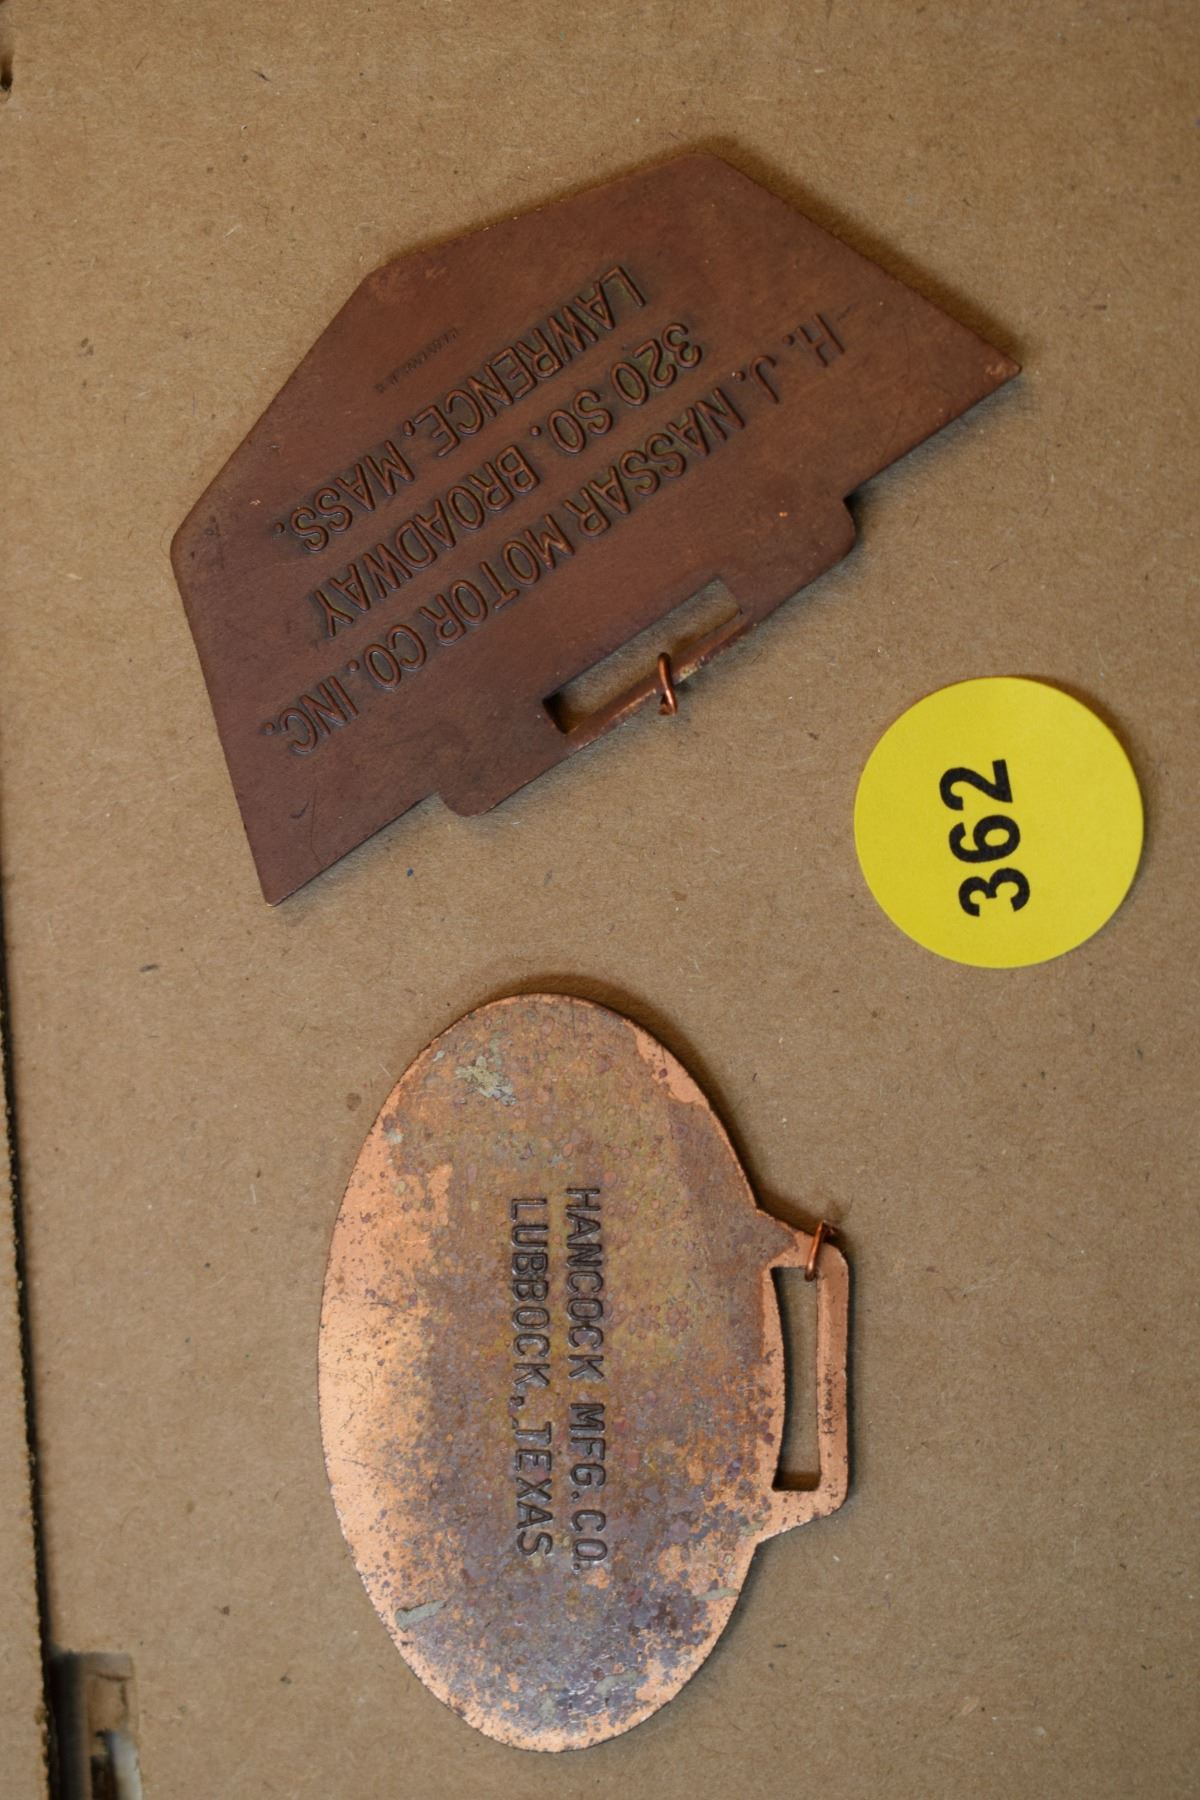 H. J. NASSAR MOTOR CO. INC.
320 SO. BROADWAY
LAWRENCE, MASS.
362
HANCOCK MFG. CO.
LUBBOCK, TEXAS